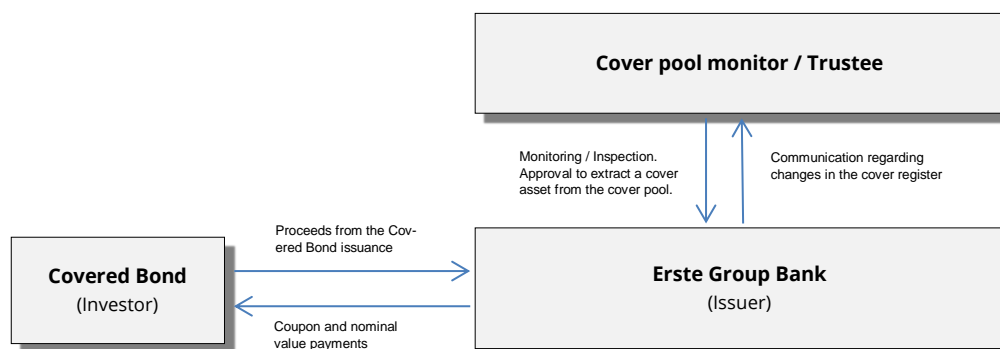 Cover pool monitor / Trustee
Monitoring / Inspection.
Approval to extract a cover
asset from the cover pool.
Communication regarding
changes in the cover register
Proceeds from the Cov-
ered Bond issuance
Covered Bond
(Investor)
Erste Group Bank
(Issuer)
Coupon and nominal
value payments